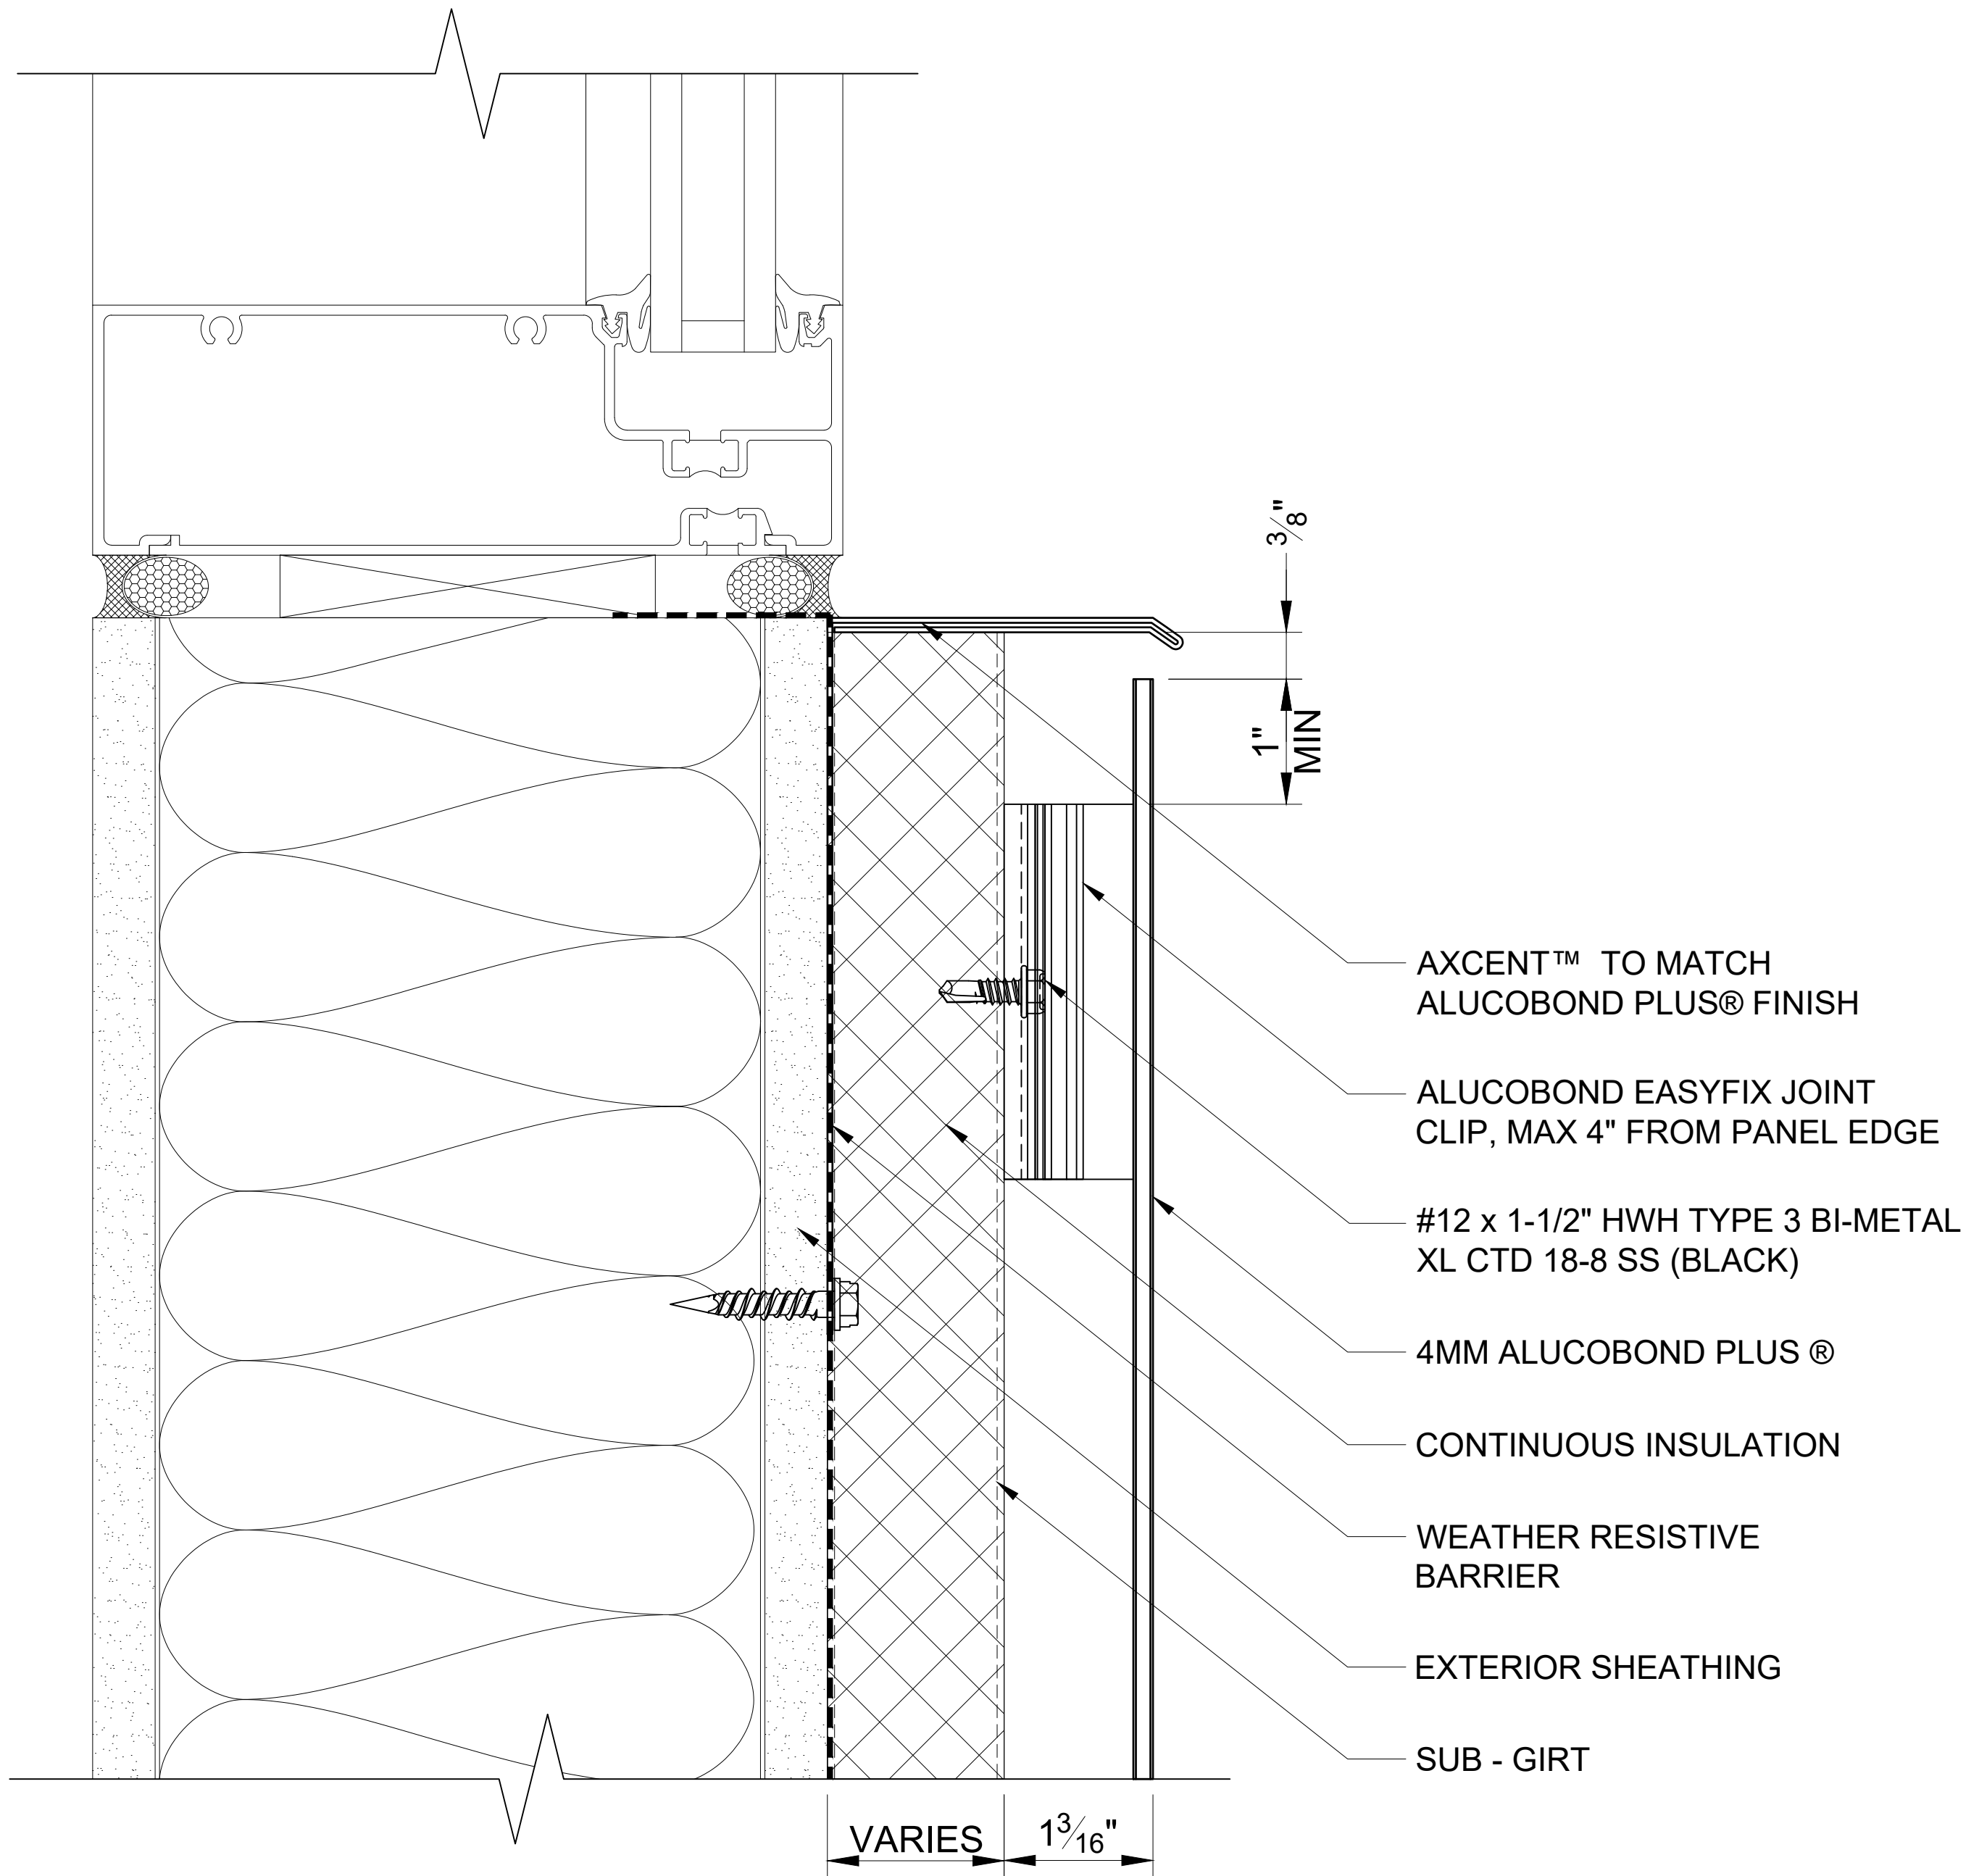 3/8"
1"
MIN
AXCENT™ TO MATCH
ALUCOBOND PLUS® FINISH
ALUCOBOND EASYFIX JOINT
CLIP, MAX 4" FROM PANEL EDGE
#12 x 1-1/2" HWH TYPE 3 BI-METAL
XL CTD 18-8 SS (BLACK)
4MM ALUCOBOND PLUS ®
CONTINUOUS INSULATION
WEATHER RESISTIVE
BARRIER
EXTERIOR SHEATHING
SUB - GIRT
VARIES
1 3/16"